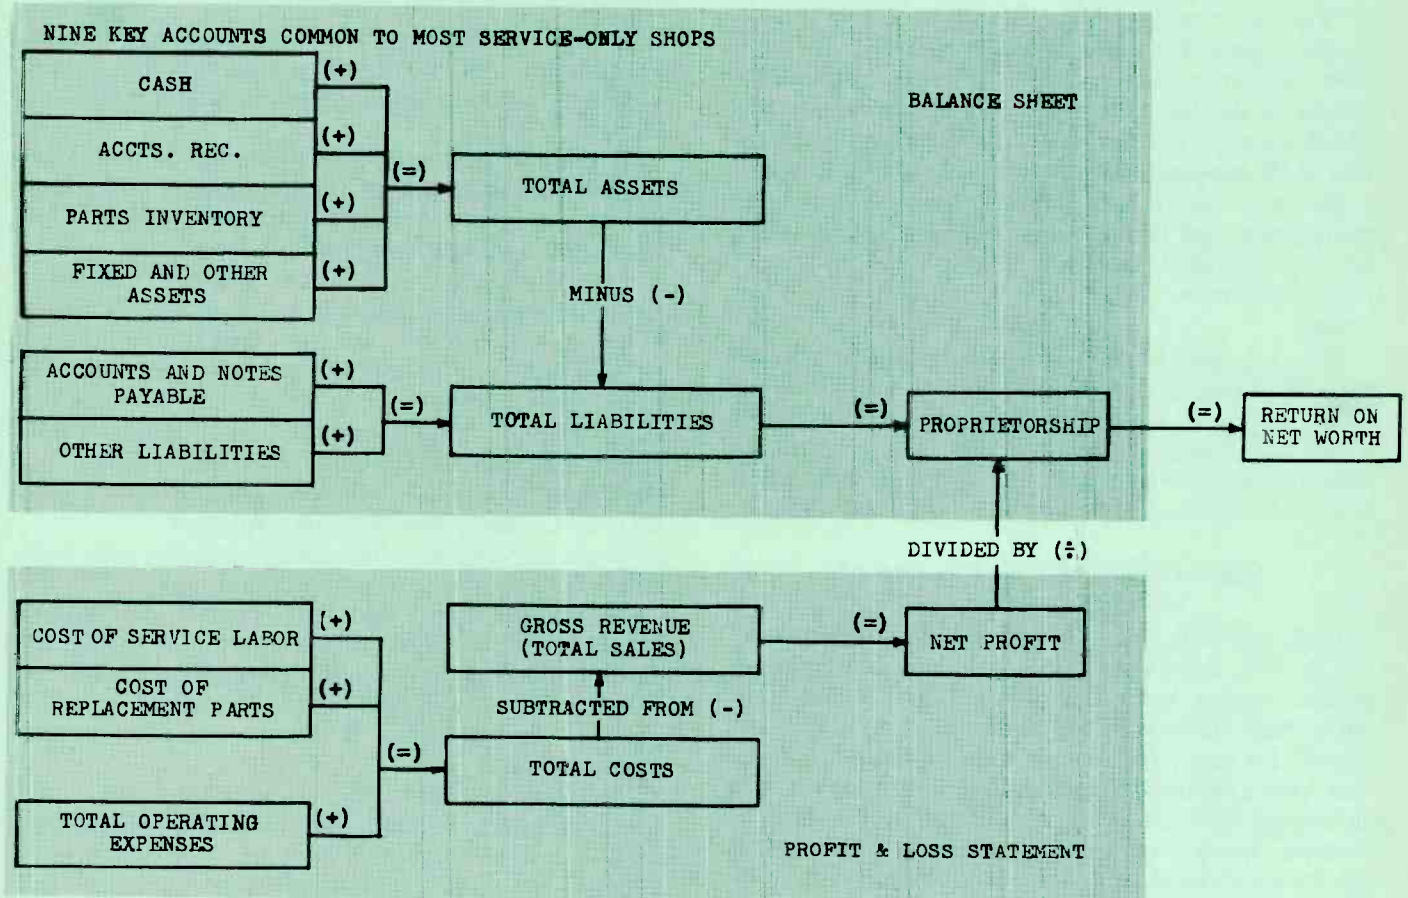 NINE KEY ACCOUNTS COMMON TO MOST SERVICE-ONLY SHOPS
CASH
(+)
BALANCE SHEET
ACCTS. REC.
(+)
(=)
TOTAL ASSETS
PARTS INVENTORY
(+)
FIXED AND OTHER
ASSETS
(+)
MINUS (-)
ACCOUNTS AND NOTES
PAYABLE
(+)
(=)
TOTAL LIABILITIES
(=)
PROPRIETORSHIP
(=)
RETURN ON
NET WORTH
OTHER LIABILITIES
(+)
DIVIDED BY (÷)
COST OF SERVICE LABOR
(+)
GROSS REVENUE
(TOTAL SALES)
(=)
NET PROFIT
COST OF
REPLACEMENT PARTS
(+)
SUBTRACTED FROM (-)
(=)
TOTAL COSTS
TOTAL OPERATING
EXPENSES
(+)
PROFIT & LOSS STATEMENT